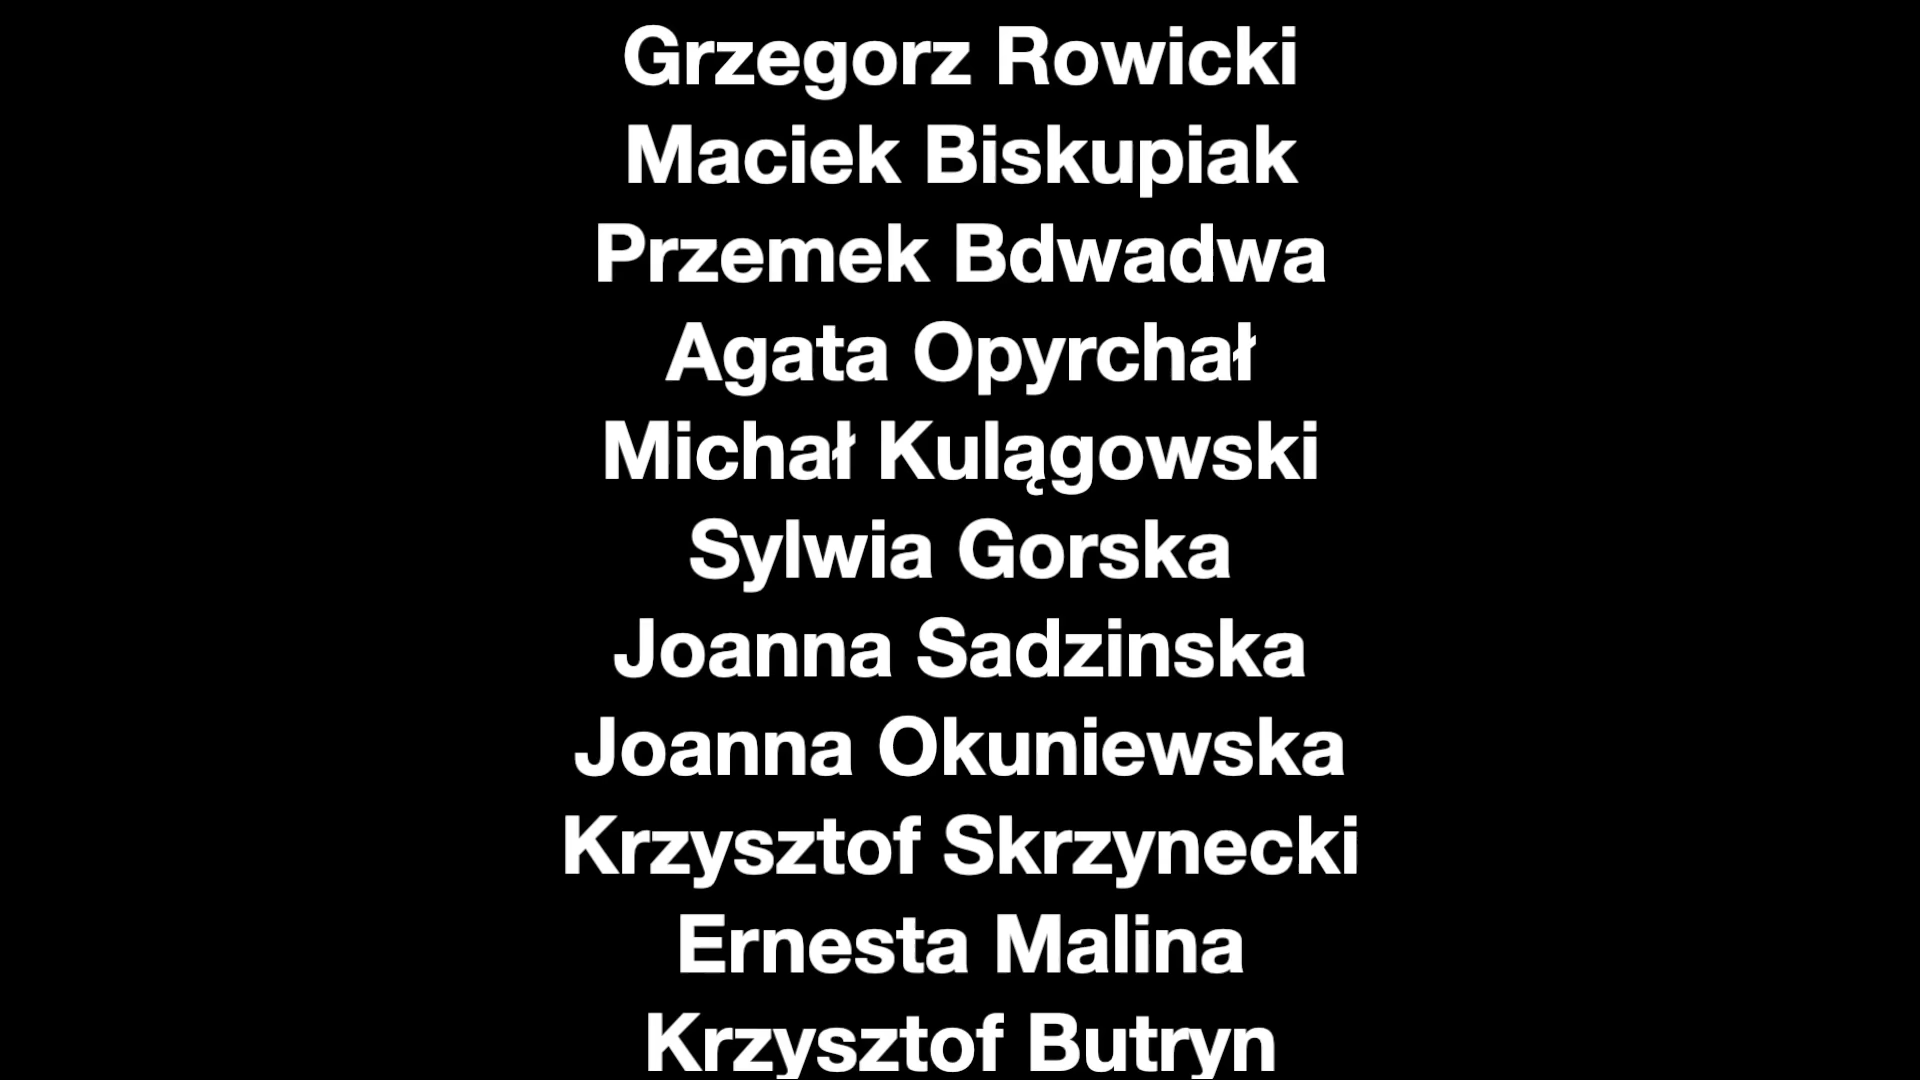 Grzegorz Rowicki
Maciek Biskupiak
Przemek Bdwadwa
Agata Opyrchał
Michał Kulągowski
Sylwia Gorska
Joanna Sadzinska
Joanna Okuniewska
Krzysztof Skrzynecki
Ernesta Malina
Krzysztof Butryn